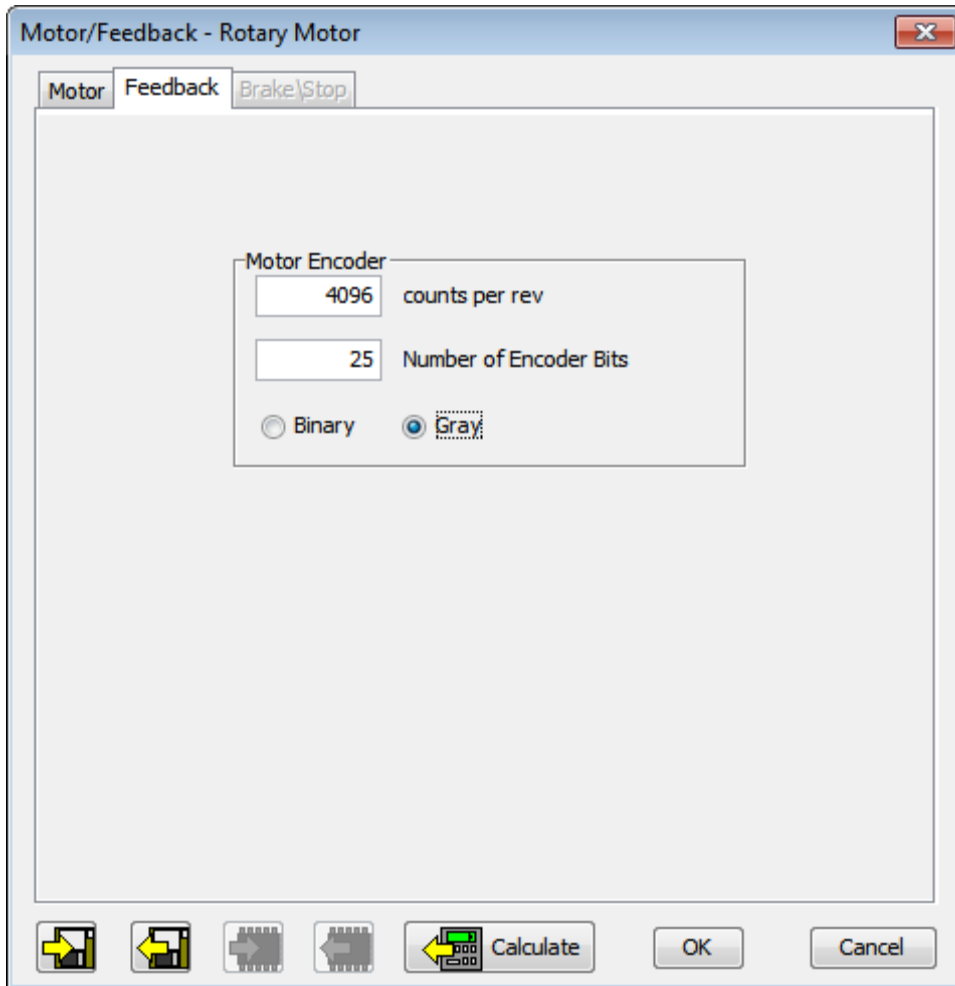 Motor/Feedback - Rotary Motor
Motor Feedback Brake\Stop
Motor Encoder
4096 counts per rev
25 Number of Encoder Bits
Binary Gray
Calculate OK Cancel